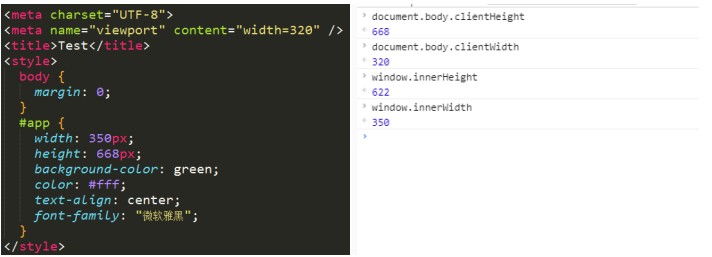 <meta charset="UTF-8">
<meta name="viewport" content="width=320" />
<title>Test</title>
<style>
body {
margin: 0;
}
#app {
width: 350px;
height: 668px;
background-color: green;
color: #fff;
text-align: center;
font-family: "微软雅黑";
}
</style>
> document.body.clientHeight
< 668
> document.body.clientWidth
< 320
> window.innerHeight
< 622
> window.innerWidth
< 350
>